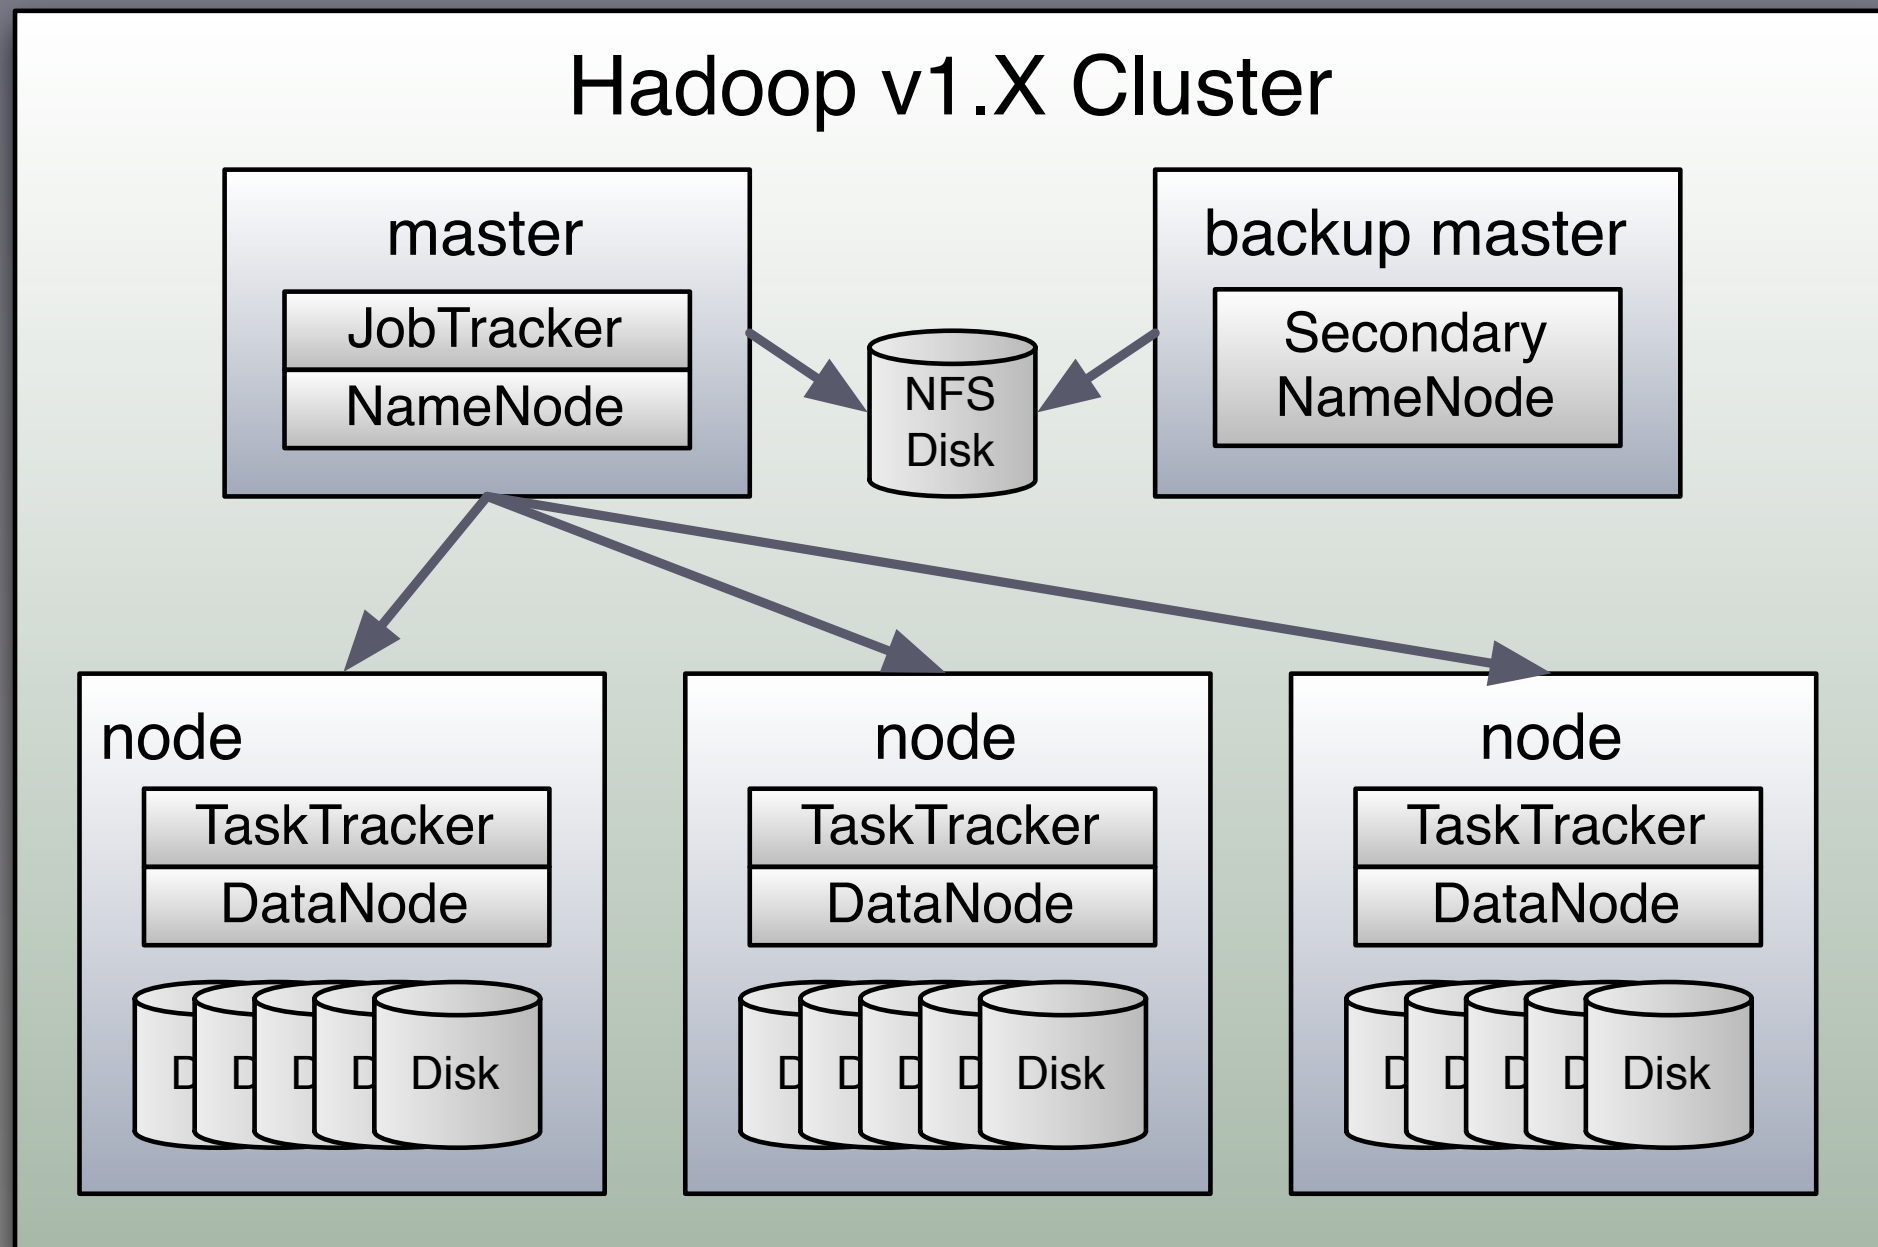 Hadoop v1.X Cluster
master
JobTracker
NameNode
NFS
Disk
backup master
Secondary
NameNode
node
TaskTracker
DataNode
D D D D Disk
node
TaskTracker
DataNode
D D D D Disk
node
TaskTracker
DataNode
D D D D Disk